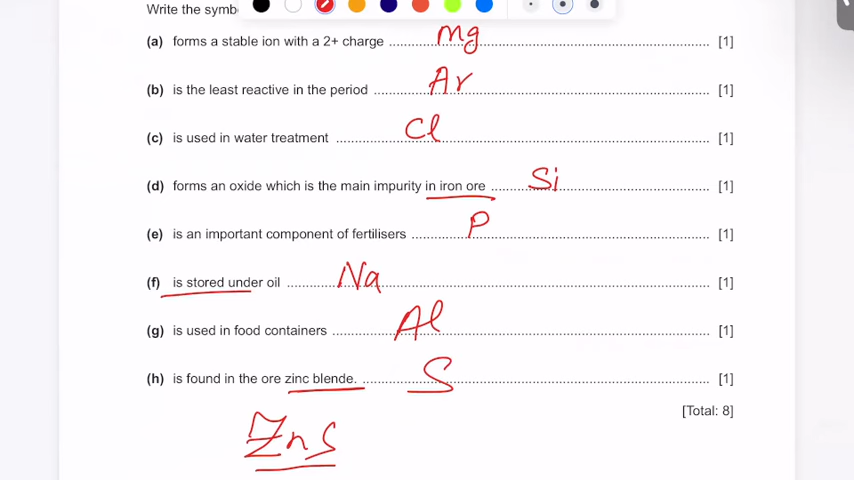 Write the symb
(a) forms a stable ion with a 2+ charge ........ Mg ........ [1]
(b) is the least reactive in the period ........ Ar ........ [1]
(c) is used in water treatment ........ Cl ........ [1]
(d) forms an oxide which is the main impurity in iron ore ........ Si ........ [1]
(e) is an important component of fertilisers ........ P ........ [1]
(f) is stored under oil ........ Na ........ [1]
(g) is used in food containers ........ Al ........ [1]
(h) is found in the ore zinc blende ........ S ........ [1]
[Total: 8]
ZnS